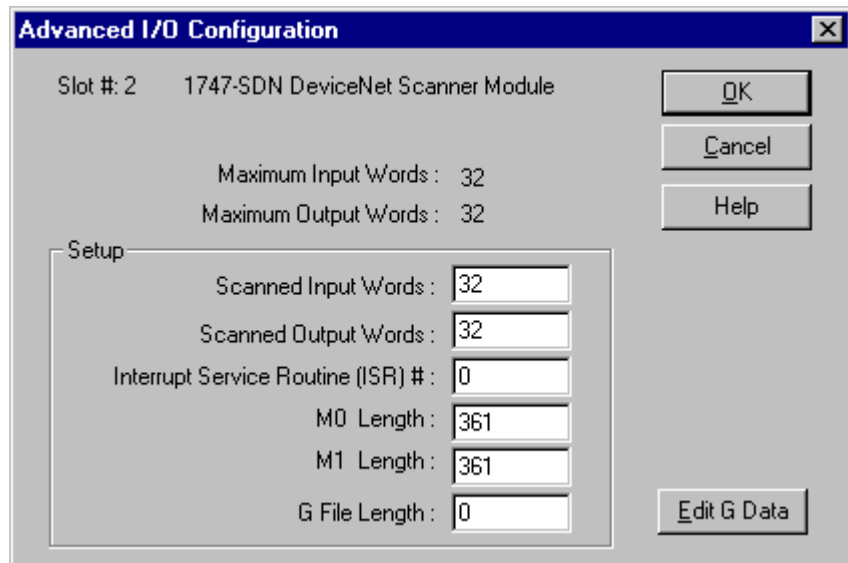 Advanced I/O Configuration
Slot #: 2 1747-SDN DeviceNet Scanner Module
OK
Cancel
Maximum Input Words : 32
Maximum Output Words : 32
Help
Setup
Scanned Input Words : 32
Scanned Output Words : 32
Interrupt Service Routine (ISR) # : 0
M0 Length : 361
M1 Length : 361
G File Length : 0
Edit G Data